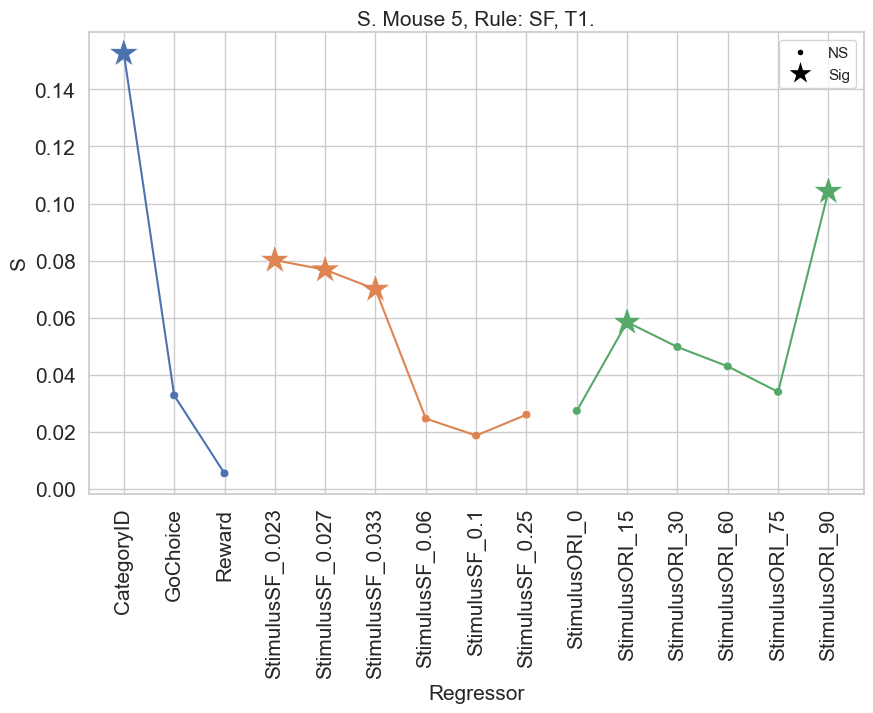 S. Mouse 5, Rule: SF, T1.
NS
Sig
S
0.14
0.12
0.10
0.08
0.06
0.04
0.02
0.00
CategoryID
GoChoice
Reward
StimulusSF_0.023
StimulusSF_0.027
StimulusSF_0.033
StimulusSF_0.06
StimulusSF_0.1
StimulusSF_0.25
StimulusORI_0
StimulusORI_15
StimulusORI_30
StimulusORI_60
StimulusORI_75
StimulusORI_90
Regressor